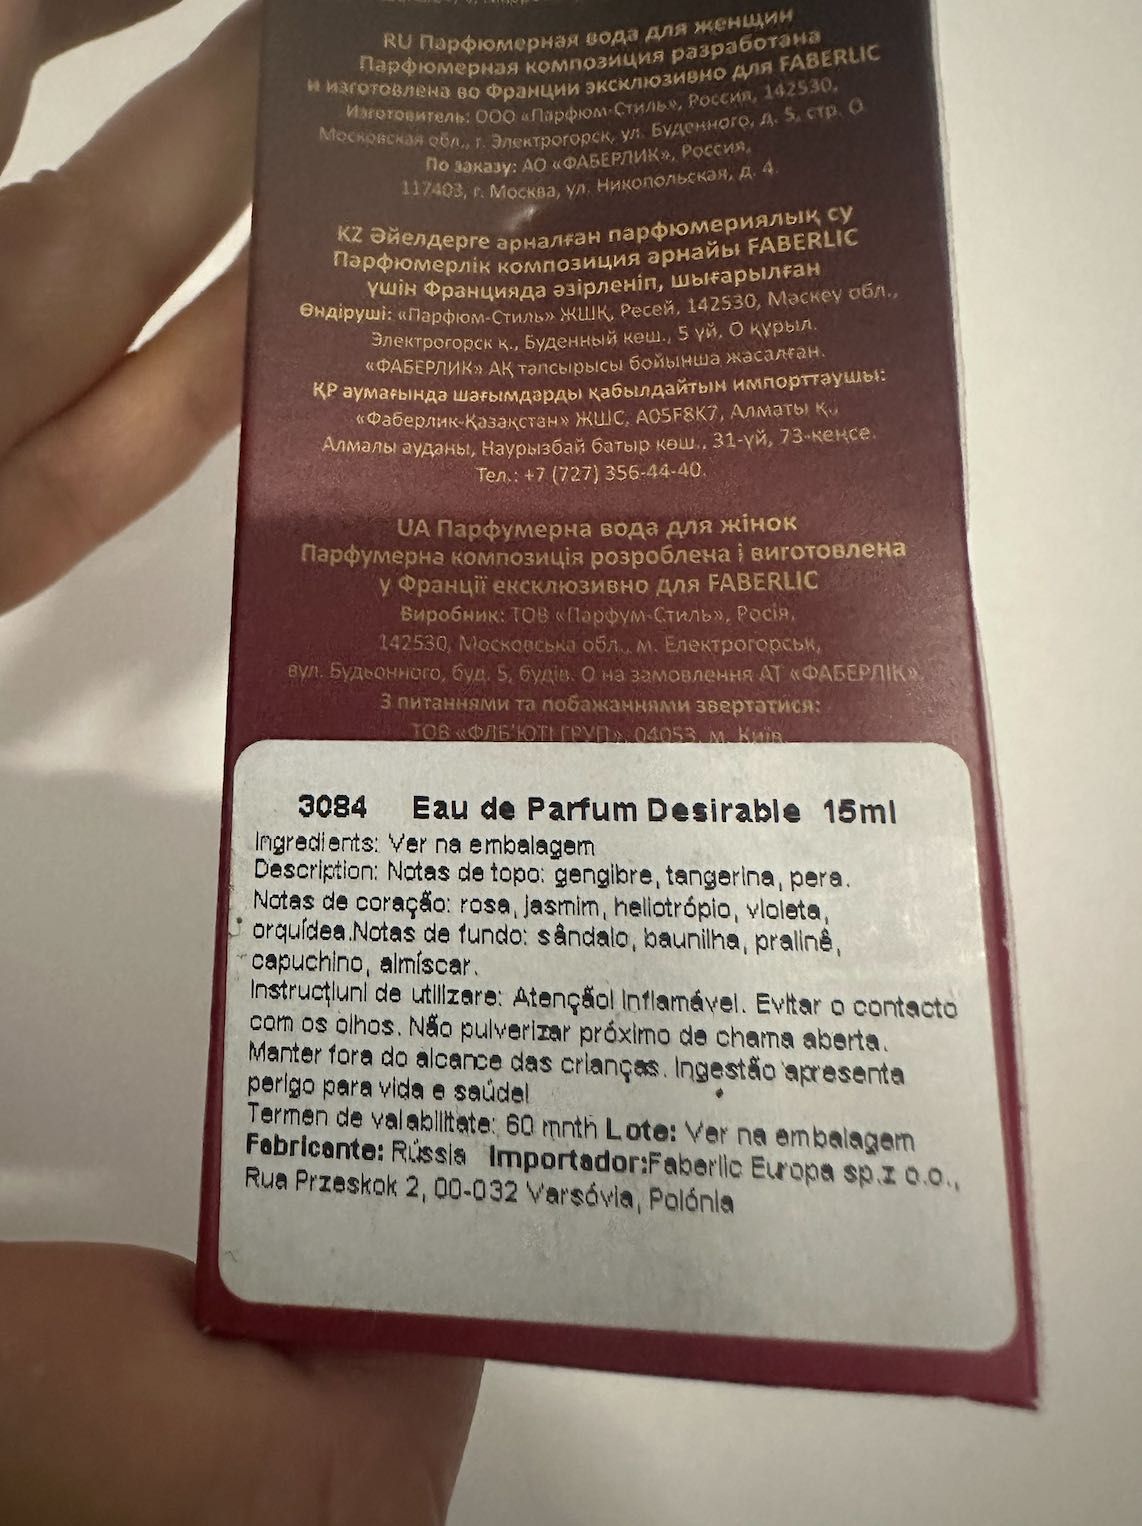 RU Парфюмерная вода для женщин
Парфюмерная композиция разработана
и изготовлена во Франции эксклюзивно для FABERLIC
Изготовитель: ООО «Парфюм-Стиль», Россия, 142530,
Московская обл., г. Электрогорск, ул. Буденного, д. 5, стр. О
По заказу: АО «ФАБЕРЛИК», Россия,
117403, г. Москва, ул. Никопольская, д. 4.
KZ Әйелдерге арналған парфюмериялық су
Парфюмерлік композиция арнайы FABERLIC
үшін Францияда әзірленіп, шығарылған
Өндіруші: «Парфюм-Стиль» ЖШҚ, Ресей, 142530, Мәскеу обл.,
Электрогорск қ., Буденный көш., 5 үй, О құрыл.
«ФАБЕРЛИК» АҚ тапсырысы бойынша жасалған.
ҚР аумағында шағымдарды қабылдайтын импорттаушы:
«Фаберлик-Қазақстан» ЖШС, A05F8K7, Алматы қ.,
Алмалы ауданы, Наурызбай батыр көш., 31-үй, 73-кеңсе.
Тел.: +7 (727) 356-44-40.
UA Парфумерна вода для жінок
Парфумерна композиція розроблена і виготовлена
у Франції ексклюзивно для FABERLIC
Виробник: ТОВ «Парфум-Стиль», Росія,
142530, Московська обл., м. Електрогорськ,
вул. Будьонного, буд. 5, будів. О на замовлення АТ «ФАБЕРЛІК».
З питаннями та побажаннями звертатися:
ТОВ «ФЛБ'ЮТІ ГРУП», 04053, м. Київ,
3084 Eau de Parfum Desirable 15ml
Ingredients: Ver na embalagem
Description: Notas de topo: gengibre, tangerina, pera.
Notas de coração: rosa, jasmim, heliotrópio, violeta,
orquídea.Notas de fundo: sândalo, baunilha, pralinê,
capuchino, almíscar.
Instrucţiuni de utilizare: Atenção! Inflamável. Evitar o contacto
com os olhos. Não pulverizar próximo de chama aberta.
Manter fora do alcance das crianças. Ingestão apresenta
perigo para vida e saúde!
Termen de valabilitate: 60 mnth Lote: Ver na embalagem
Fabricante: Rússia Importador:Faberlic Europa sp.z o.o.,
Rua Przeskok 2, 00-032 Varsóvia, Polónia